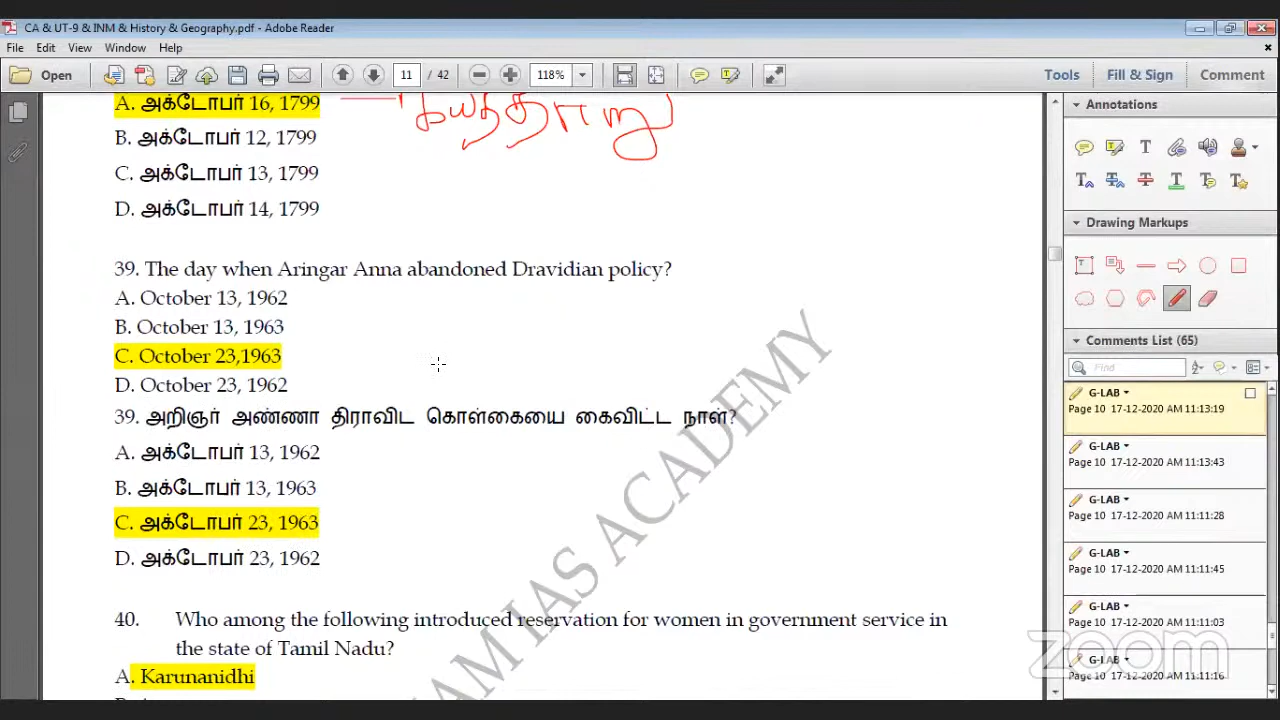 CA & UT-9 & INM & History & Geography.pdf - Adobe Reader
File Edit View Window Help
Open 11 / 42 118% Tools Fill & Sign Comment
A. அக்டோபர் 16, 1799
கயத்தாறு
B. அக்டோபர் 12, 1799
C. அக்டோபர் 13, 1799
D. அக்டோபர் 14, 1799
39. The day when Aringar Anna abandoned Dravidian policy?
A. October 13, 1962
B. October 13, 1963
C. October 23,1963
D. October 23, 1962
39. அறிஞர் அண்ணா திராவிட கொள்கையை கைவிட்ட நாள்?
A. அக்டோபர் 13, 1962
B. அக்டோபர் 13, 1963
C. அக்டோபர் 23, 1963
D. அக்டோபர் 23, 1962
40. Who among the following introduced reservation for women in government service in
the state of Tamil Nadu?
A. Karunanidhi
AM IAS ACADEMY
Annotations
Drawing Markups
Comments List (65)
Find
G-LAB
Page 10 17-12-2020 AM 11:13:19
G-LAB
Page 10 17-12-2020 AM 11:13:43
G-LAB
Page 10 17-12-2020 AM 11:11:28
G-LAB
Page 10 17-12-2020 AM 11:11:45
G-LAB
Page 10 17-12-2020 AM 11:11:03
G-LAB
Page 10 17-12-2020 AM 11:11:16
zoom